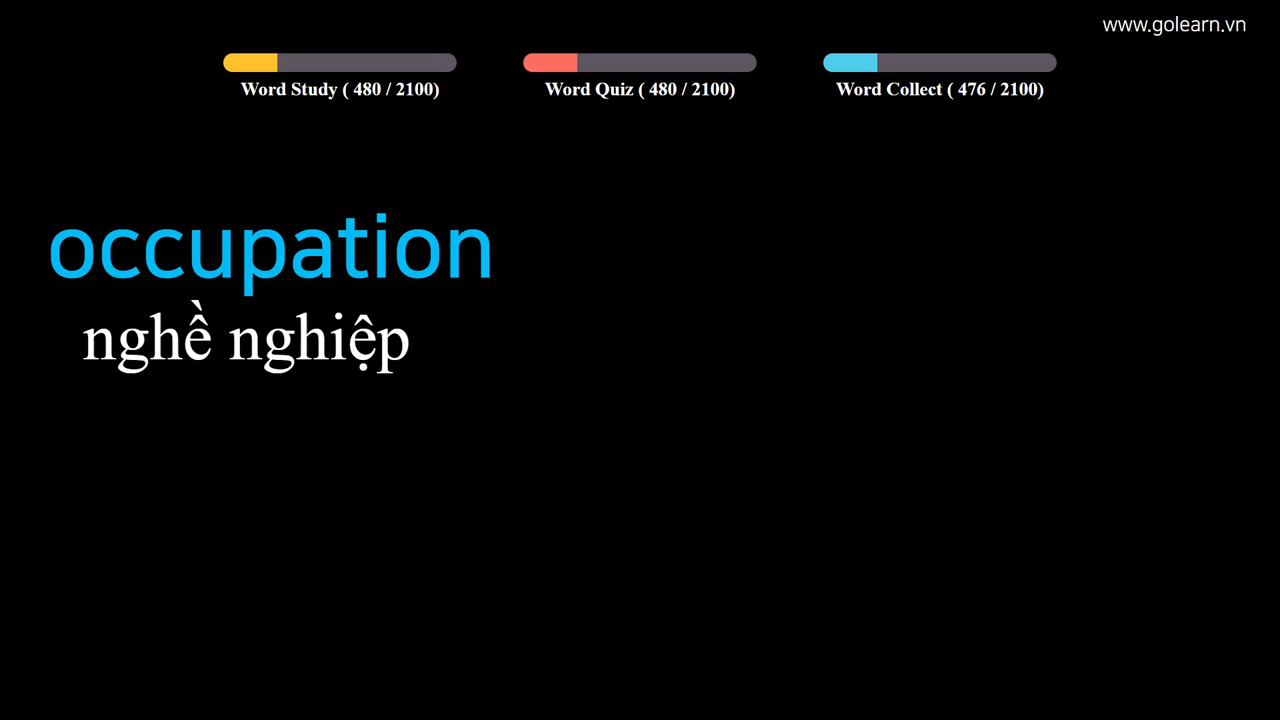 www.golearn.vn
Word Study ( 480 / 2100)
Word Quiz ( 480 / 2100)
Word Collect ( 476 / 2100)
occupation
nghề nghiệp